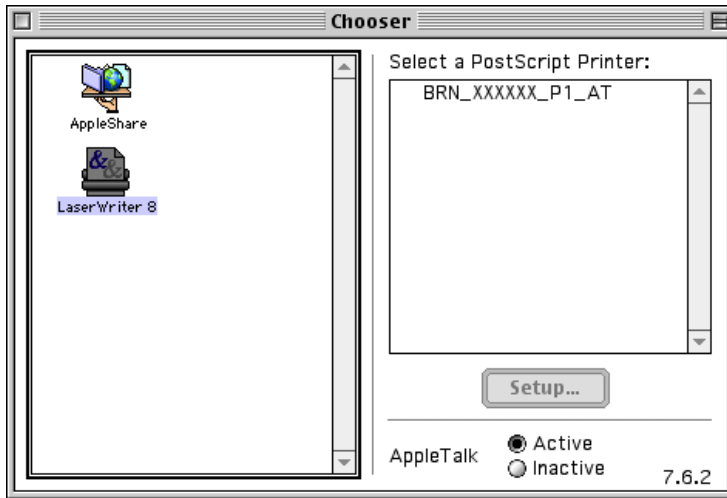 Chooser
AppleShare
LaserWriter 8
Select a PostScript Printer:
BRN_XXXXXX_P1_AT
Setup...
AppleTalk
Active
Inactive
7.6.2